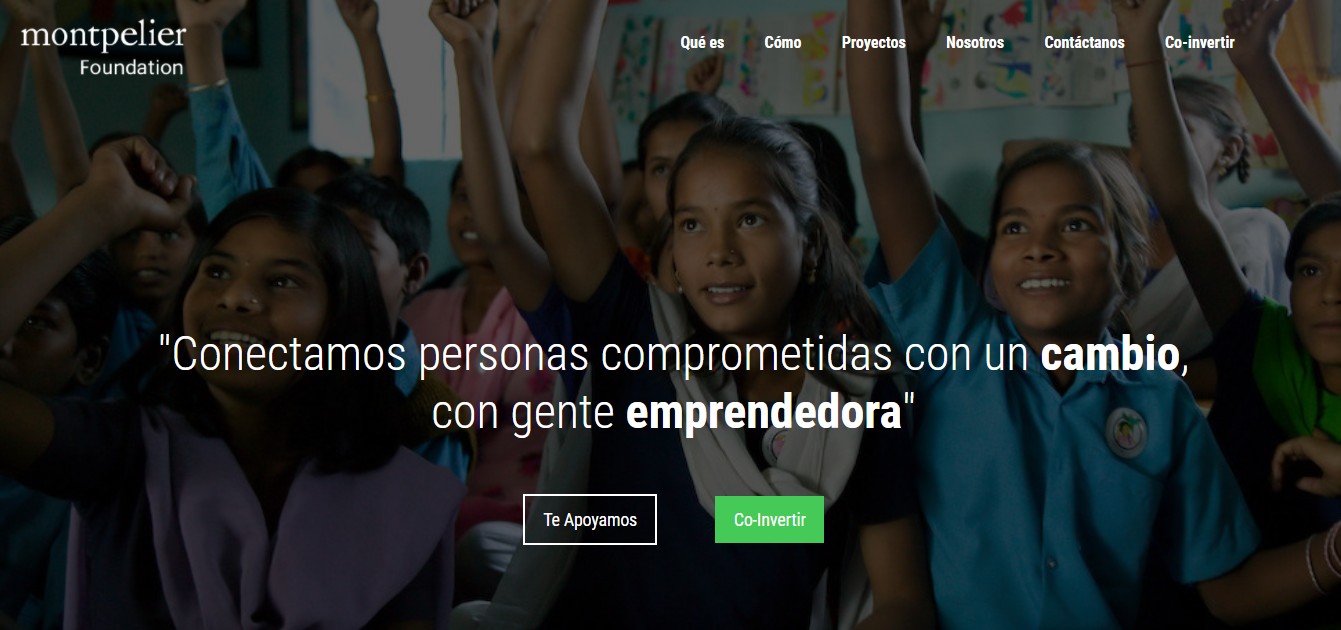 montpelier
Foundation
Qué es Cómo Proyectos Nosotros Contáctanos Co-invertir
"Conectamos personas comprometidas con un cambio,
con gente emprendedora"
Te Apoyamos Co-Invertir